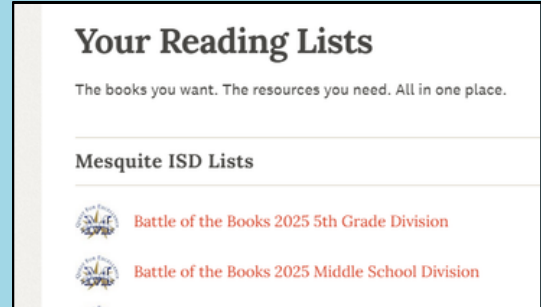 Your Reading Lists
The books you want. The resources you need. All in one place.
Mesquite ISD Lists
Battle of the Books 2025 5th Grade Division
Battle of the Books 2025 Middle School Division